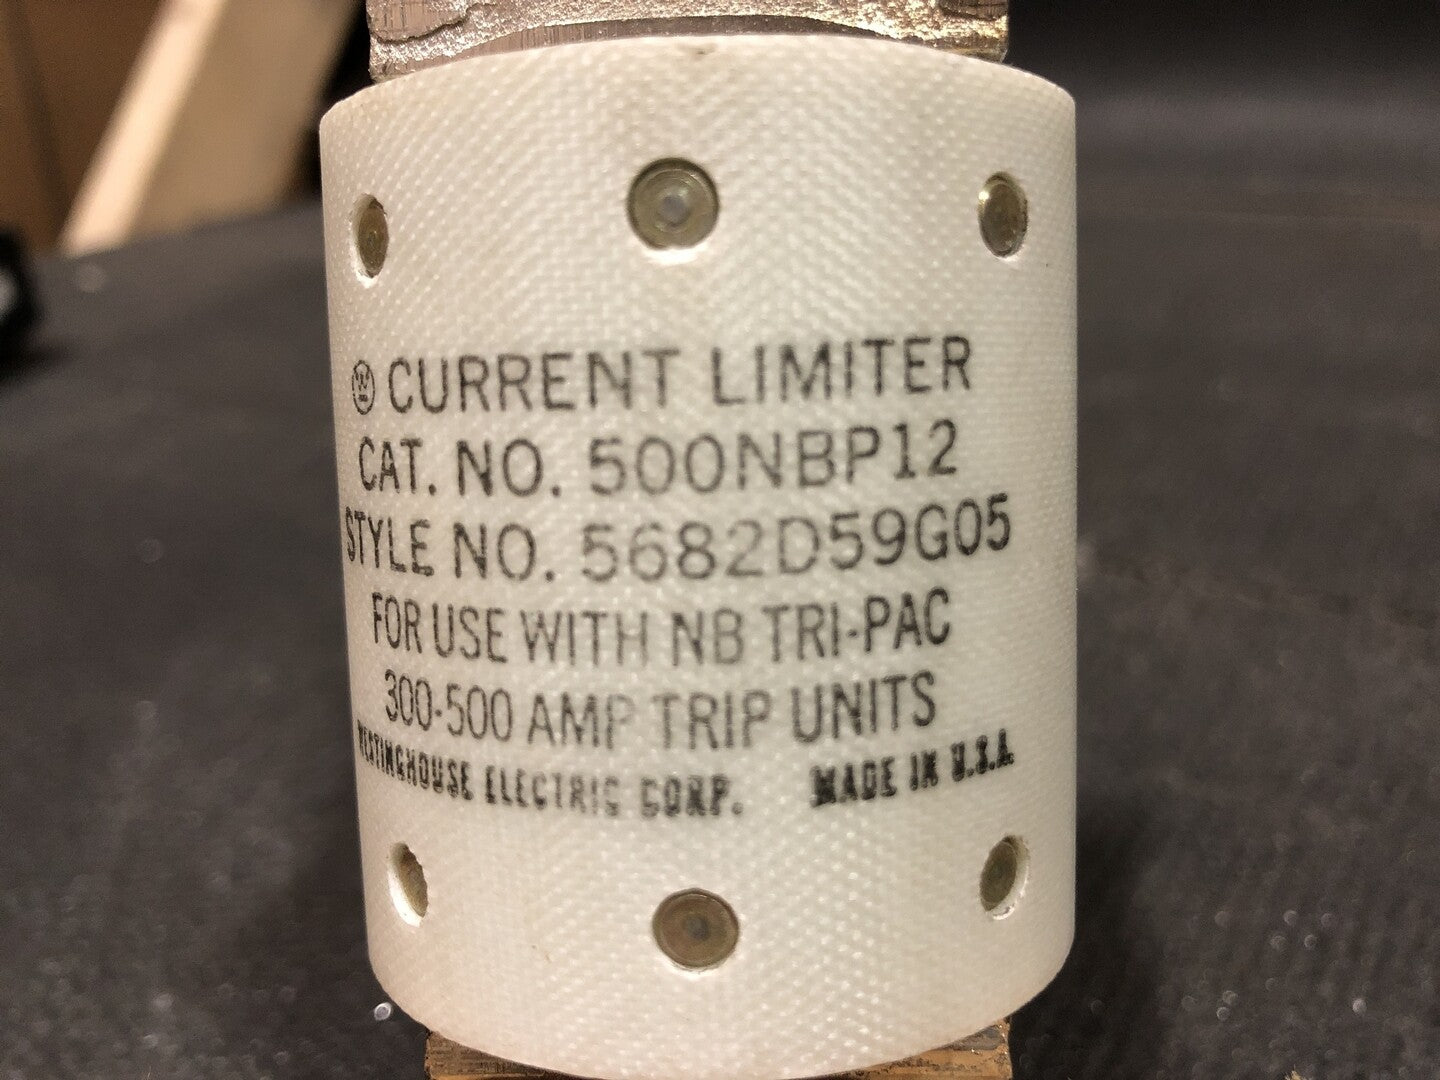 CURRENT LIMITER
CAT. NO. 500NBP12
STYLE NO. 5682D59G05
FOR USE WITH NB TRI-PAC
300-500 AMP TRIP UNITS
WESTINGHOUSE ELECTRIC CORP. MADE IN U.S.A.